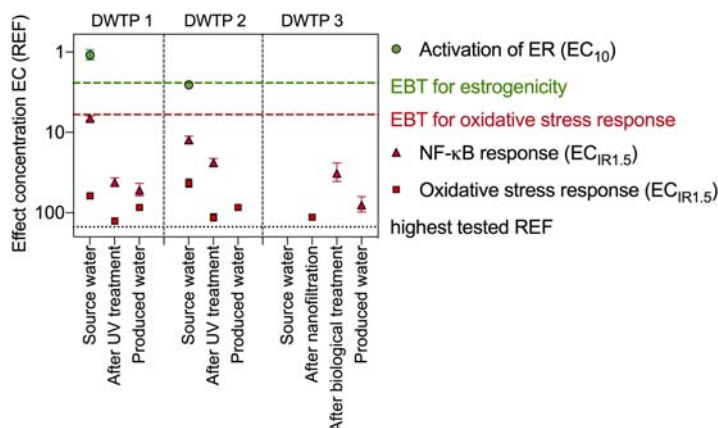 DWTP 1 DWTP 2 DWTP 3
Effect concentration EC (REF)
1
10
100
Activation of ER (EC10)
EBT for estrogenicity
EBT for oxidative stress response
NF-κB response (ECIR1.5)
Oxidative stress response (ECIR1.5)
highest tested REF
Source water
After UV treatment
Produced water
Source water
After UV treatment
Produced water
Source water
After nanofiltration
After biological treatment
Produced water